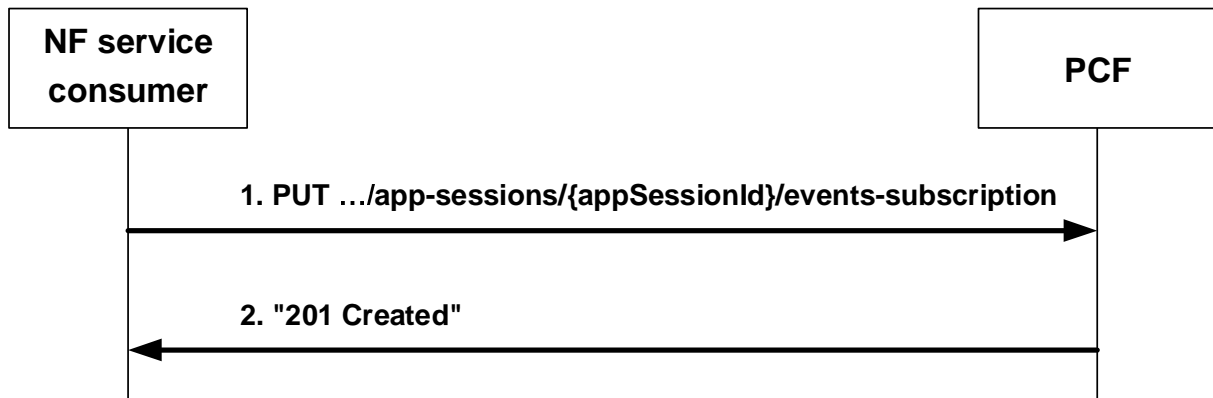 NF service
consumer
PCF
1. PUT …/app-sessions/{appSessionId}/events-subscription
2. "201 Created"